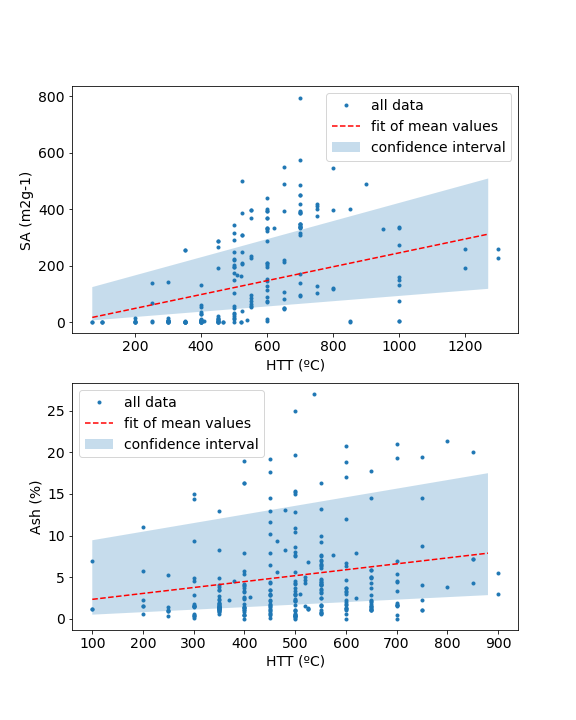 800
600
400
200
0
SA (m2g-1)
all data
fit of mean values
confidence interval
200 400 600 800 1000 1200
HTT (ºC)
25
20
15
10
5
0
Ash (%)
all data
fit of mean values
confidence interval
100 200 300 400 500 600 700 800 900
HTT (ºC)